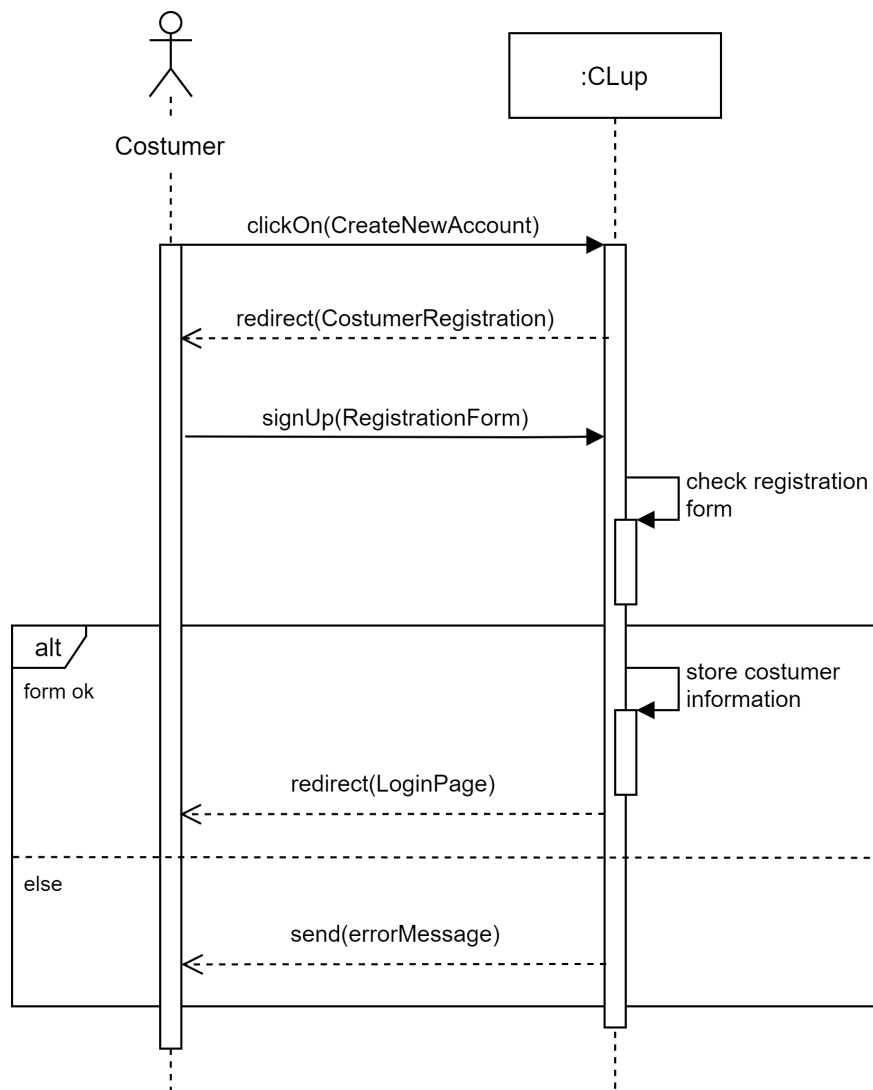 :CLup
Costumer
clickOn(CreateNewAccount)
redirect(CostumerRegistration)
signUp(RegistrationForm)
check registration
form
alt
form ok
store costumer
information
redirect(LoginPage)
else
send(errorMessage)